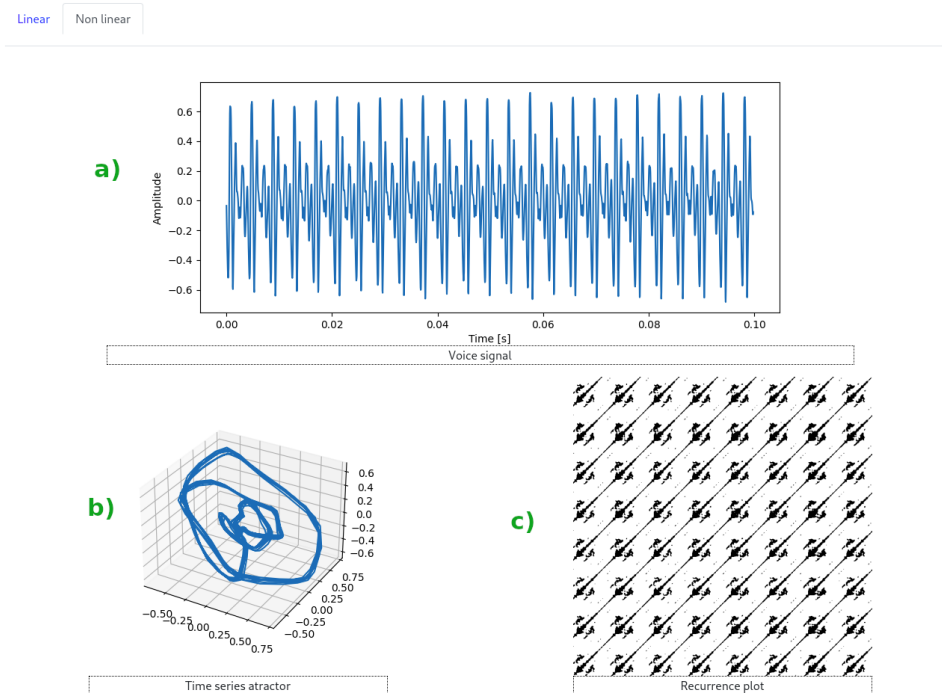 Linear Non linear
a)
Amplitude
0.6
0.4
0.2
0.0
−0.2
−0.4
−0.6
0.00 0.02 0.04 0.06 0.08 0.10
Time [s]
Voice signal
b)
0.6
0.4
0.2
0.0
−0.2
−0.4
−0.6
0.75
0.50
0.25
0.00
−0.25
−0.50
−0.50
−0.25
0.00
0.25
0.50
0.75
Time series atractor
c)
Recurrence plot